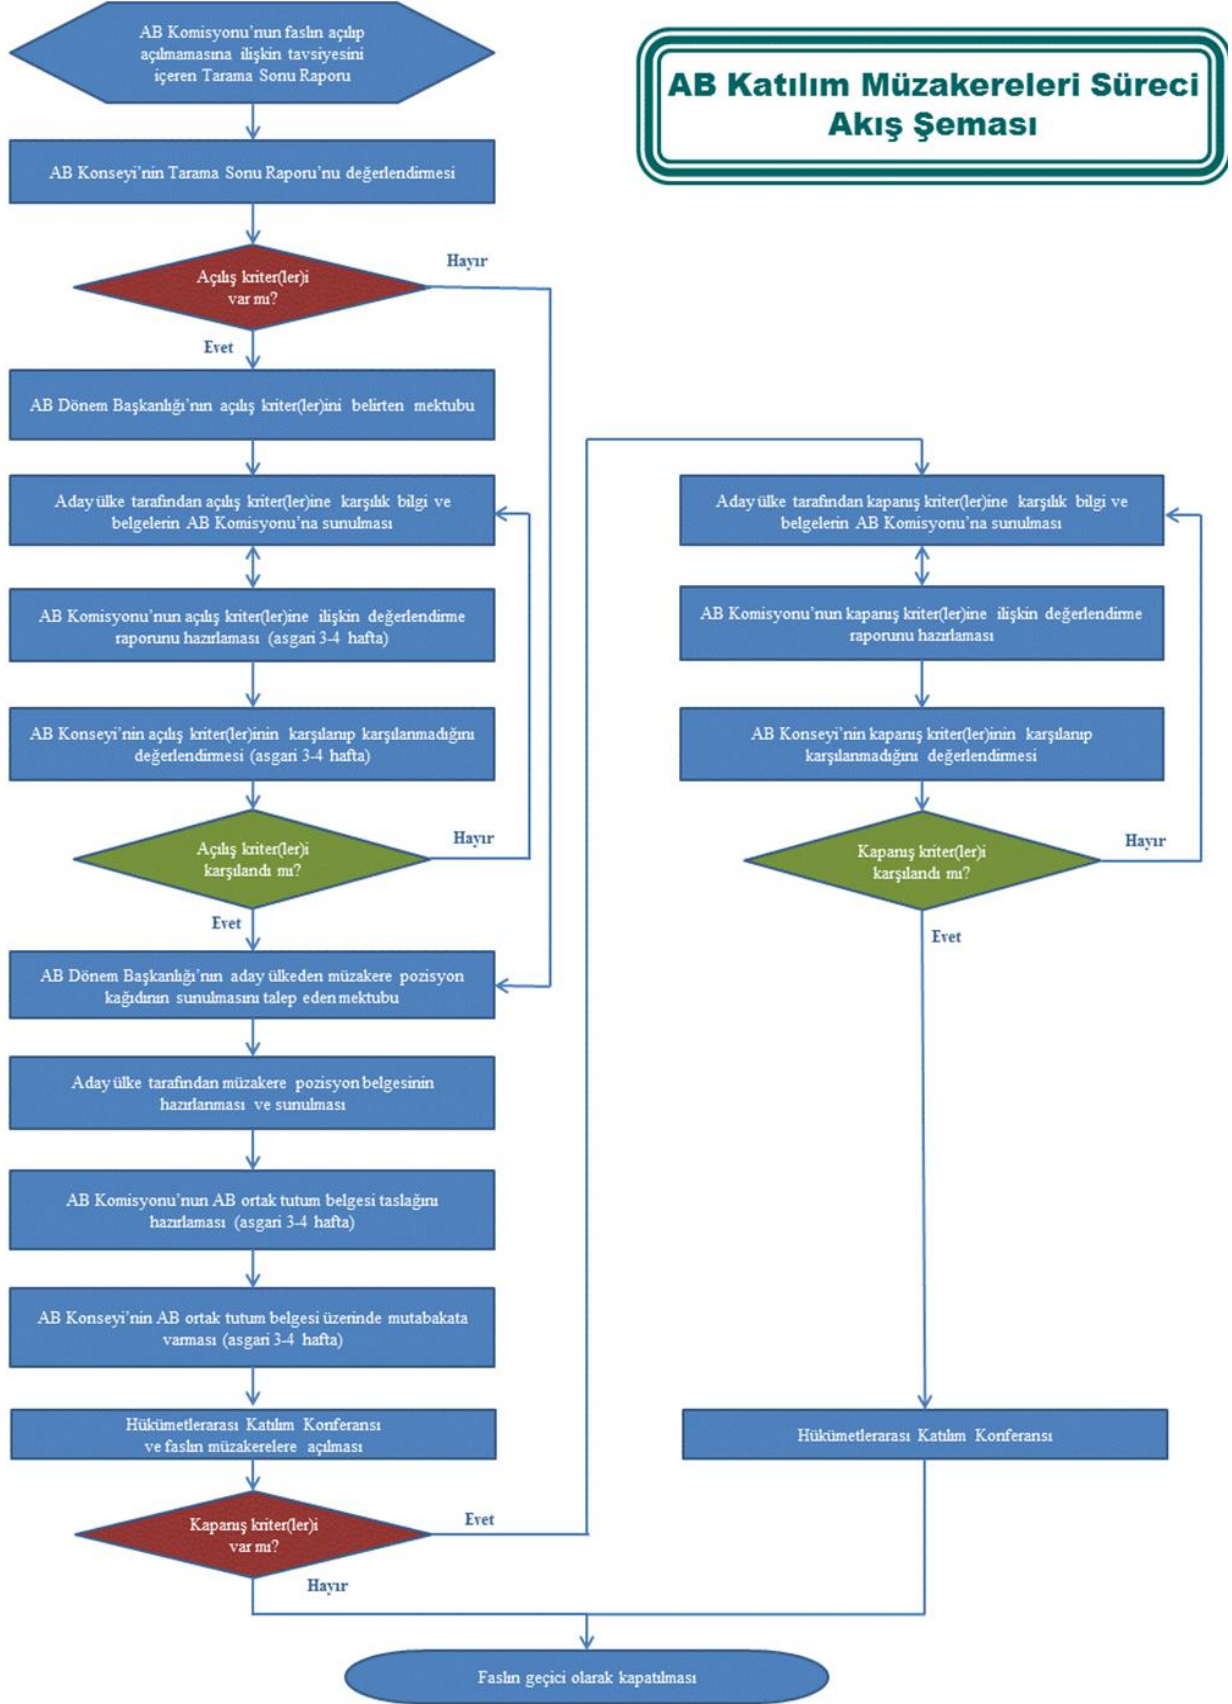 AB Katılım Müzakereleri Süreci
Akış Şeması
AB Komisyonu’nun faslın açılıp
açılmamasına ilişkin tavsiyesini
içeren Tarama Sonu Raporu
AB Konseyi’nin Tarama Sonu Raporu’nu değerlendirmesi
Açılış kriter(ler)i
var mı?
Hayır
Evet
AB Dönem Başkanlığı’nın açılış kriter(ler)ini belirten mektubu
Aday ülke tarafından açılış kriter(ler)ine karşılık bilgi ve
belgelerin AB Komisyonu’na sunulması
AB Komisyonu’nun açılış kriter(ler)ine ilişkin değerlendirme
raporunu hazırlaması (asgari 3-4 hafta)
AB Konseyi’nin açılış kriter(ler)inin karşılanıp karşılanmadığını
değerlendirmesi (asgari 3-4 hafta)
Açılış kriter(ler)i
karşılandı mı?
Hayır
Evet
AB Dönem Başkanlığı’nın aday ülkeden müzakere pozisyon
kağıdının sunulmasını talep eden mektubu
Aday ülke tarafından müzakere pozisyon belgesinin
hazırlanması ve sunulması
AB Komisyonu’nun AB ortak tutum belgesi taslağını
hazırlaması (asgari 3-4 hafta)
AB Konseyi’nin AB ortak tutum belgesi üzerinde mutabakata
varması (asgari 3-4 hafta)
Hükümetlerarası Katılım Konferansı
ve faslın müzakerelere açılması
Kapanış kriter(ler)i
var mı?
Evet
Hayır
Aday ülke tarafından kapanış kriter(ler)ine karşılık bilgi ve
belgelerin AB Komisyonu’na sunulması
AB Komisyonu’nun kapanış kriter(ler)ine ilişkin değerlendirme
raporunu hazırlaması
AB Konseyi’nin kapanış kriter(ler)inin karşılanıp
karşılanmadığını değerlendirmesi
Kapanış kriter(ler)i
karşılandı mı?
Hayır
Evet
Hükümetlerarası Katılım Konferansı
Faslın geçici olarak kapatılması